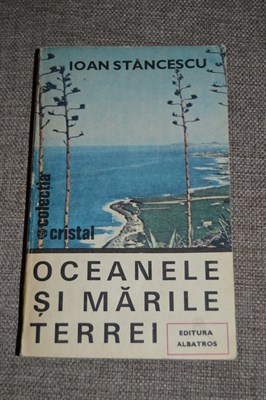 IOAN STĂNCESCU
colecția
cristal
OCEANELE
ȘI MĂRILE
TERREI
EDITURA
ALBATROS